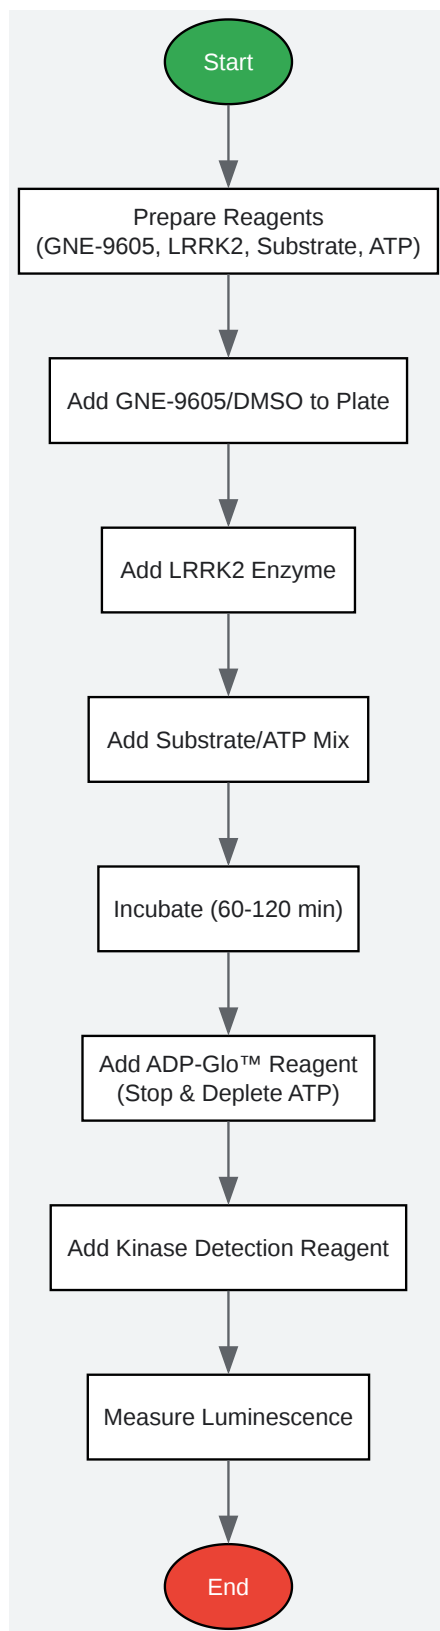 Start
Prepare Reagents
(GNE-9605, LRRK2, Substrate, ATP)
Add GNE-9605/DMSO to Plate
Add LRRK2 Enzyme
Add Substrate/ATP Mix
Incubate (60-120 min)
Add ADP-Glo™ Reagent
(Stop & Deplete ATP)
Add Kinase Detection Reagent
Measure Luminescence
End